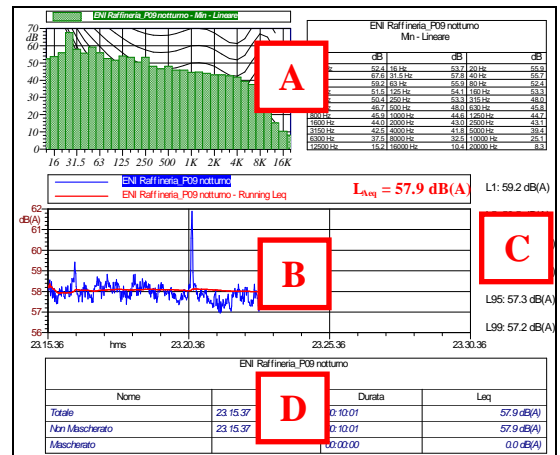 ENI Raffineria_P09 notturno - Min - Lineare
70
dB
60
50
40
30
20
10
0
16 31.5 63 125 250 500 1K 2K 4K 8K 16K
A
ENI Raffineria_P09 notturno
Min - Lineare
dB dB dB
52.4 16 Hz 53.7 20 Hz 55.9
67.6 31.5 Hz 57.8 40 Hz 55.7
59.2 63 Hz 55.9 80 Hz 52.4
51.5 125 Hz 54.1 160 Hz 53.3
50.4 250 Hz 53.3 315 Hz 48.0
46.7 500 Hz 48.0 630 Hz 45.8
800 Hz 45.9 1000 Hz 44.6 1250 Hz 44.7
1600 Hz 44.0 2000 Hz 43.0 2500 Hz 43.1
3150 Hz 42.5 4000 Hz 41.8 5000 Hz 39.4
6300 Hz 37.5 8000 Hz 32.5 10000 Hz 25.1
12500 Hz 15.2 16000 Hz 10.4 20000 Hz 8.3
ENI Raffineria_P09 notturno
ENI Raffineria_P09 notturno - Running Leq
LAeq = 57.9 dB(A)
62
dB(A)
61
60
59
58
57
56
23.15.36 hms 23.20.36 23.25.36 23.30.36
B
L1: 59.2 dB(A)
C
L95: 57.3 dB(A)
L99: 57.2 dB(A)
ENI Raffineria_P09 notturno
Nome Durata Leq
Totale 23.15.37 00:10:01 57.9 dB(A)
Non Mascherato 23.15.37 00:10:01 57.9 dB(A)
Mascherato 00:00:00 0.0 dB(A)
D